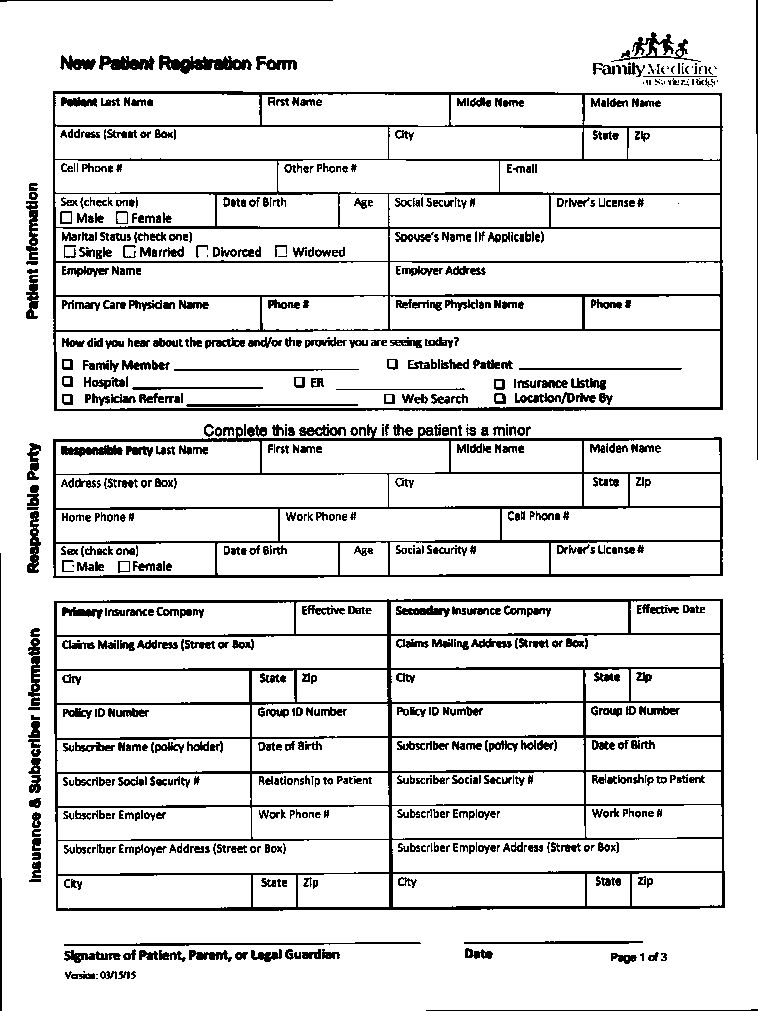 New Patient Registration Form
Family Medicine
Patient Information
Patient Last Name First Name Middle Name Maiden Name
Address (Street or Box) City State Zip
Cell Phone # Other Phone # E-mail
Sex (check one) Date of Birth Age Social Security # Driver's License #
Male Female
Marital Status (check one) Spouse's Name (If Applicable)
Single Married Divorced Widowed
Employer Name Employer Address
Primary Care Physician Name Phone # Referring Physician Name Phone #
How did you hear about the practice and/or the provider you are seeing today?
Family Member Established Patient
Hospital ER Insurance Listing
Physician Referral Web Search Location/Drive By
Complete this section only if the patient is a minor
Responsible Party
Responsible Party Last Name First Name Middle Name Maiden Name
Address (Street or Box) City State Zip
Home Phone # Work Phone # Cell Phone #
Sex (check one) Date of Birth Age Social Security # Driver's License #
Male Female
Insurance & Subscriber Information
Primary Insurance Company Effective Date Secondary Insurance Company Effective Date
Claims Mailing Address (Street or Box) Claims Mailing Address (Street or Box)
City State Zip City State Zip
Policy ID Number Group ID Number Policy ID Number Group ID Number
Subscriber Name (policy holder) Date of Birth Subscriber Name (policy holder) Date of Birth
Subscriber Social Security # Relationship to Patient Subscriber Social Security # Relationship to Patient
Subscriber Employer Work Phone # Subscriber Employer Work Phone #
Subscriber Employer Address (Street or Box) Subscriber Employer Address (Street or Box)
City State Zip City State Zip
Signature of Patient, Parent, or Legal Guardian Date Page 1 of 3
Version: 03/15/15